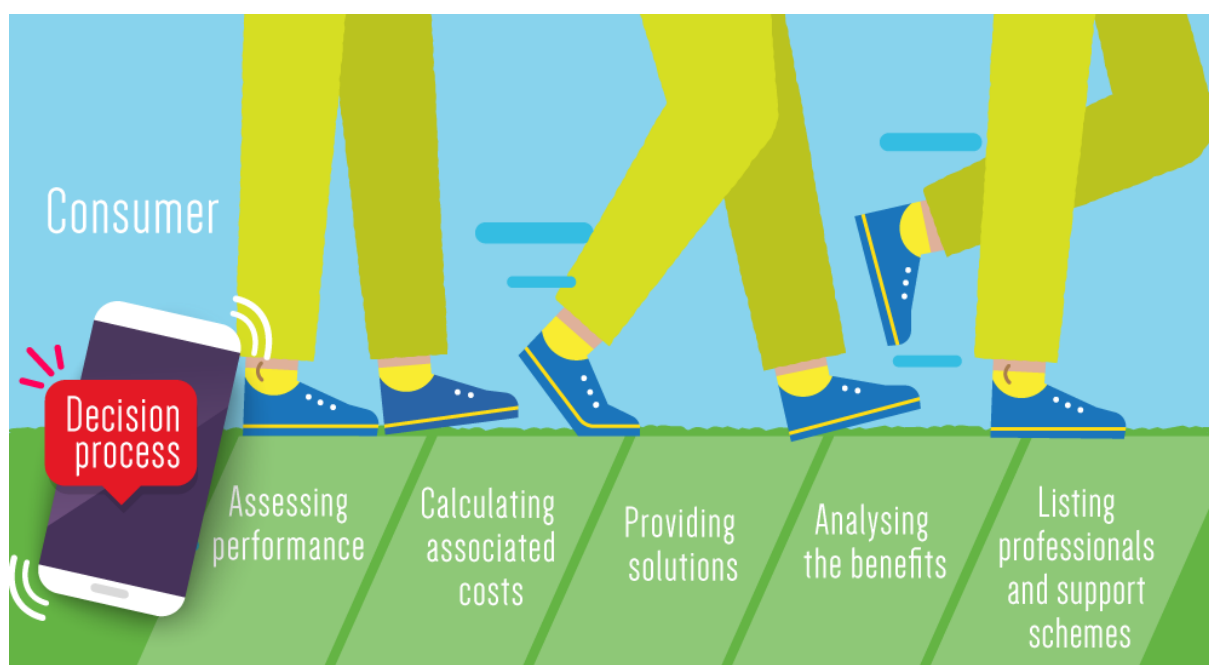 Consumer
Decision
process
Assessing
performance
Calculating
associated
costs
Providing
solutions
Analysing
the benefits
Listing
professionals
and support
schemes